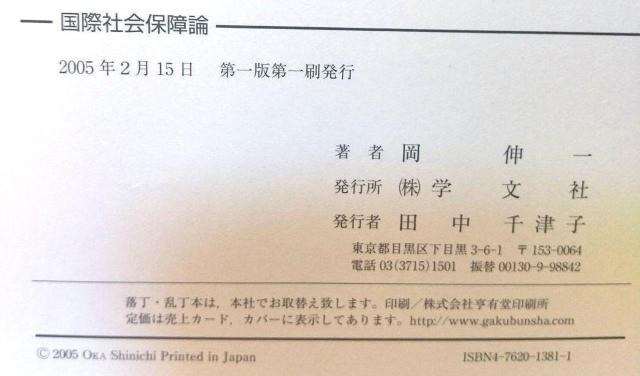 国際社会保障論
2005年2月15日 第一版第一刷発行
著者 岡伸一
発行所 ㈱学文社
発行者 田中千津子
東京都目黒区下目黒3-6-1 〒153-0064
電話03(3715)1501 振替00130-9-98842
落丁・乱丁本は,本社でお取替え致します。印刷/株式会社亨有堂印刷所
定価は売上カード,カバーに表示してあります。http://www.gakubunsha.com
© 2005 OKA Shinichi Printed in Japan ISBN4-7620-1381-1